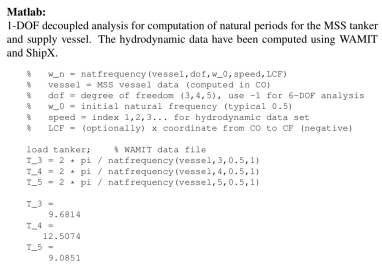 Matlab:
1-DOF decoupled analysis for computation of natural periods for the MSS tanker
and supply vessel. The hydrodynamic data have been computed using WAMIT
and ShipX.
% w_n = natfrequency(vessel,dof,w_0,speed,LCF)
% vessel = MSS vessel data (computed in CO)
% dof = degree of freedom (3,4,5), use -1 for 6-DOF analysis
% w_0 = initial natural frequency (typical 0.5)
% speed = index 1,2,3... for hydrodynamic data set
% LCF = (optionally) x coordinate from CO to CF (negative)
load tanker; % WAMIT data file
T_3 = 2 * pi / natfrequency(vessel,3,0.5,1)
T_4 = 2 * pi / natfrequency(vessel,4,0.5,1)
T_5 = 2 * pi / natfrequency(vessel,5,0.5,1)
T_3 =
9.6814
T_4 =
12.5074
T_5 =
9.0851